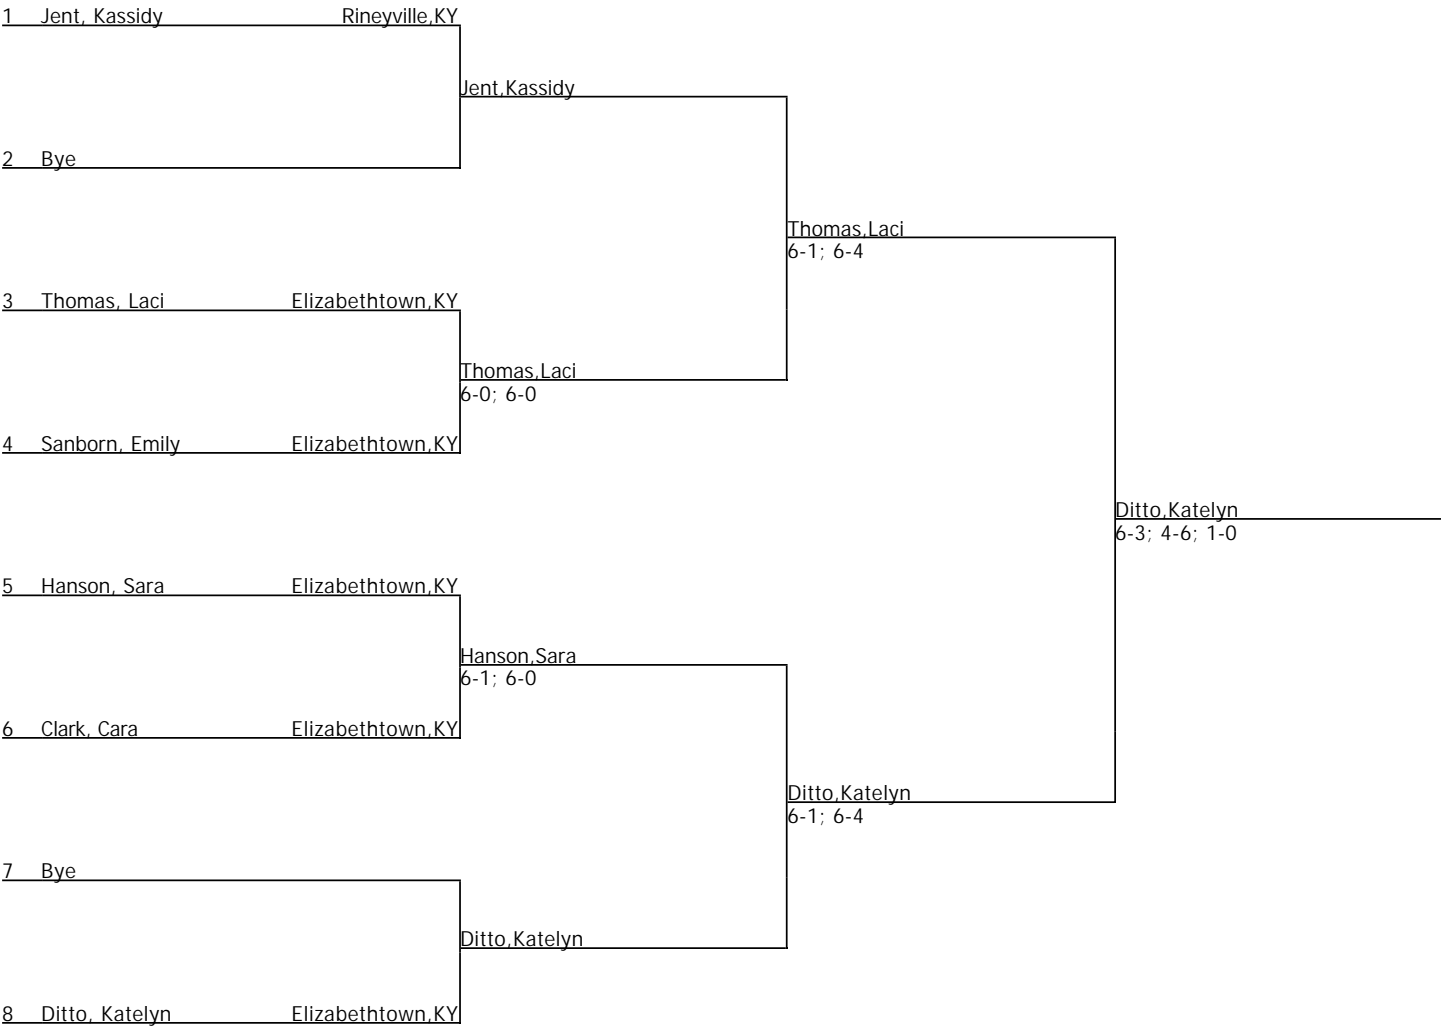 1 Jent, Kassidy Rineyville,KY
Jent,Kassidy
2 Bye
Thomas,Laci
6-1; 6-4
3 Thomas, Laci Elizabethtown,KY
Thomas,Laci
6-0; 6-0
4 Sanborn, Emily Elizabethtown,KY
Ditto,Katelyn
6-3; 4-6; 1-0
5 Hanson, Sara Elizabethtown,KY
Hanson,Sara
6-1; 6-0
6 Clark, Cara Elizabethtown,KY
Ditto,Katelyn
6-1; 6-4
7 Bye
Ditto,Katelyn
8 Ditto, Katelyn Elizabethtown,KY